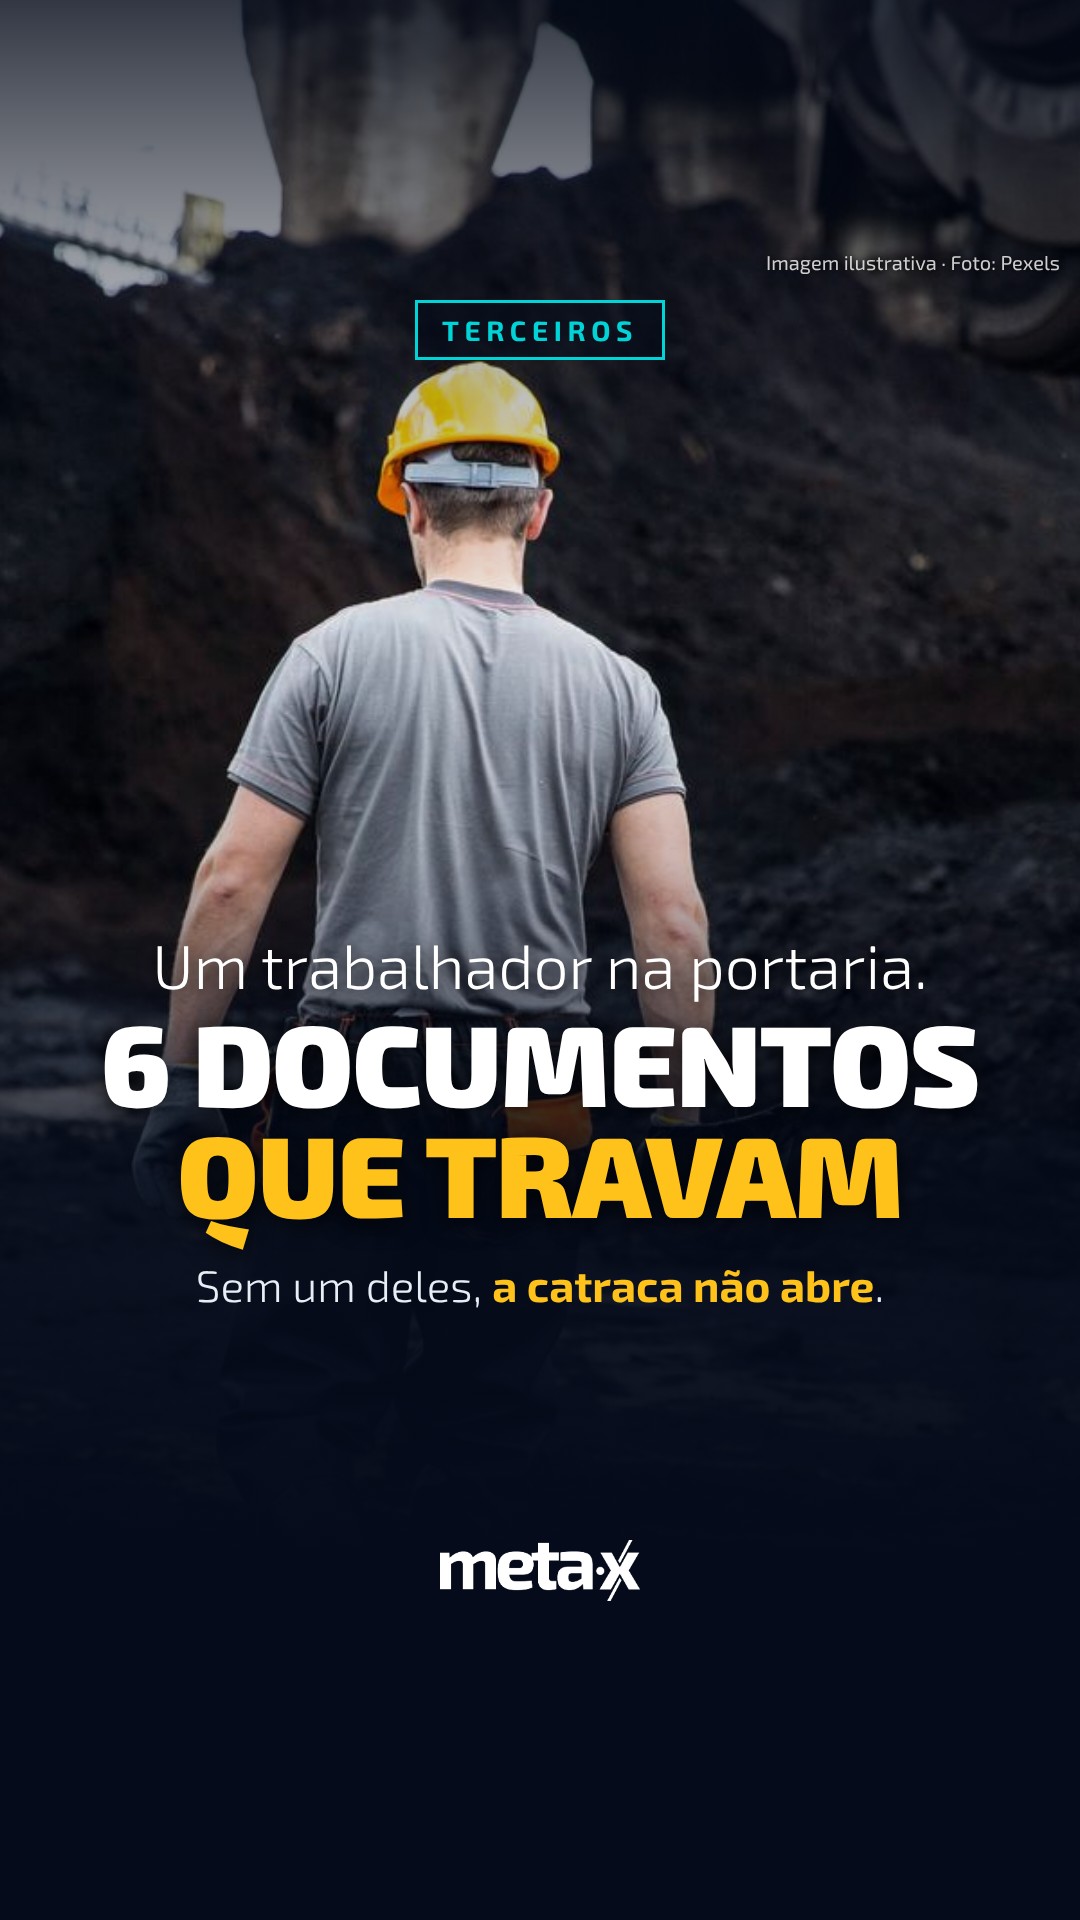 Imagem ilustrativa · Foto: Pexels
TERCEIROS
Um trabalhador na portaria.
6 DOCUMENTOS
QUE TRAVAM
Sem um deles, a catraca não abre.
meta·x